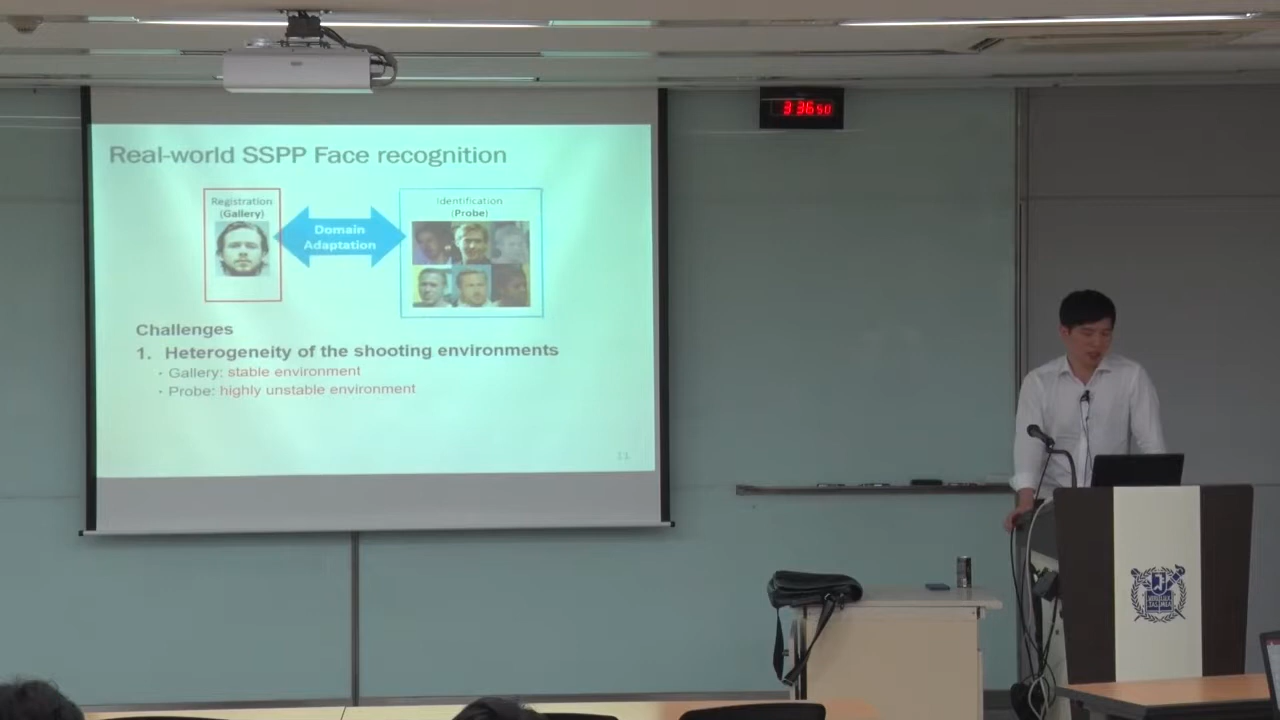 3 36 50
Real-world SSPP Face recognition
Registration
(Gallery)
Domain
Adaptation
Identification
(Probe)
Challenges
1. Heterogeneity of the shooting environments
· Gallery: stable environment
· Probe: highly unstable environment
11